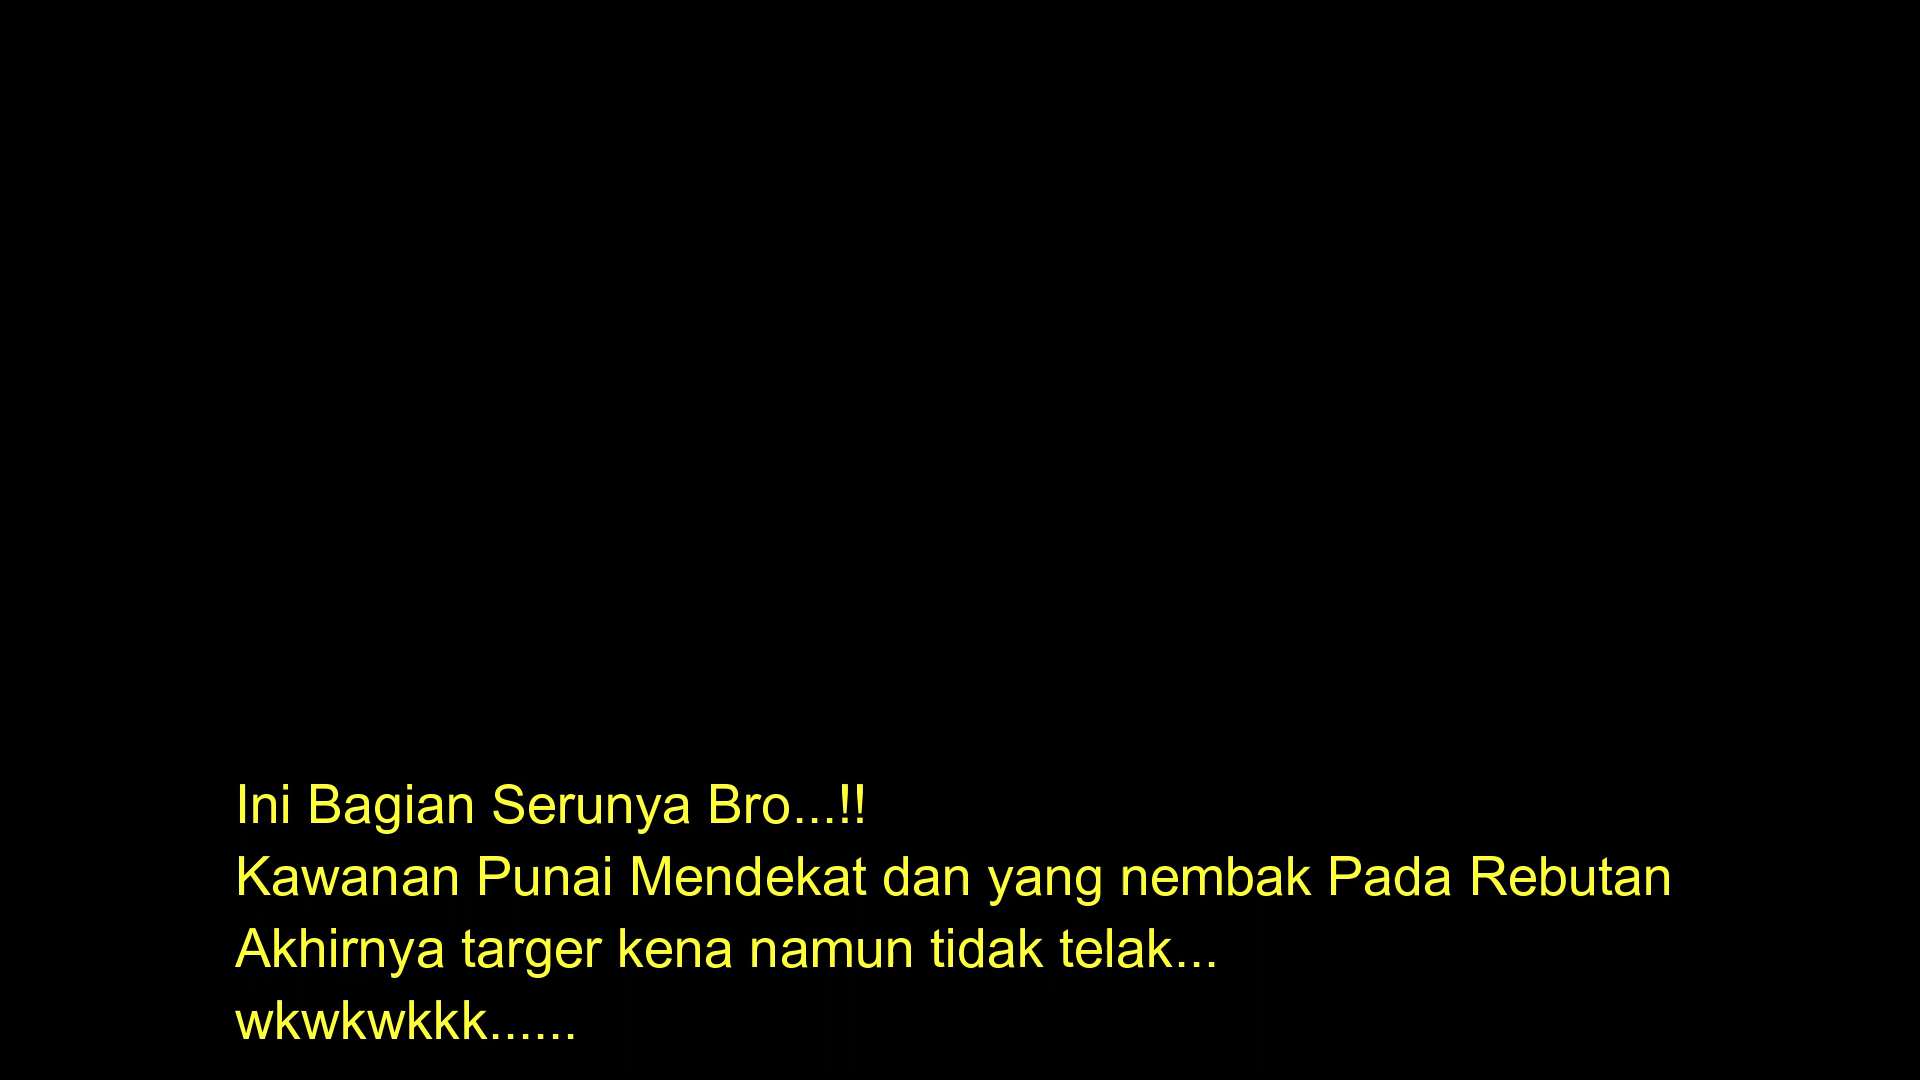 Ini Bagian Serunya Bro...!!
Kawanan Punai Mendekat dan yang nembak Pada Rebutan
Akhirnya targer kena namun tidak telak...
wkwkwkkk......